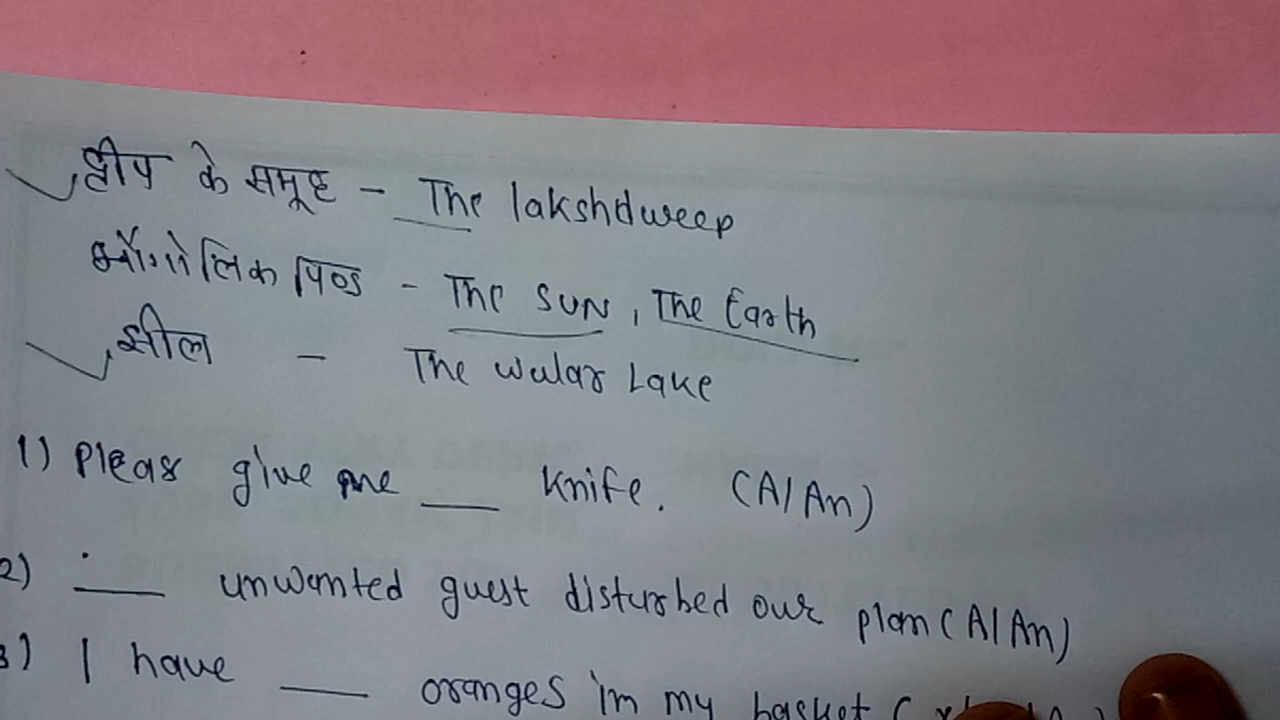 द्वीप के समूह - The lakshdweep
भौगोलिक पिण्ड - The SUN, The Earth
झील - The wular Lake
1) Please give me ___ knife. (A/An)
2) ___ unwanted guest disturbed our plan (A/An)
3) I have ___ oranges in my basket (